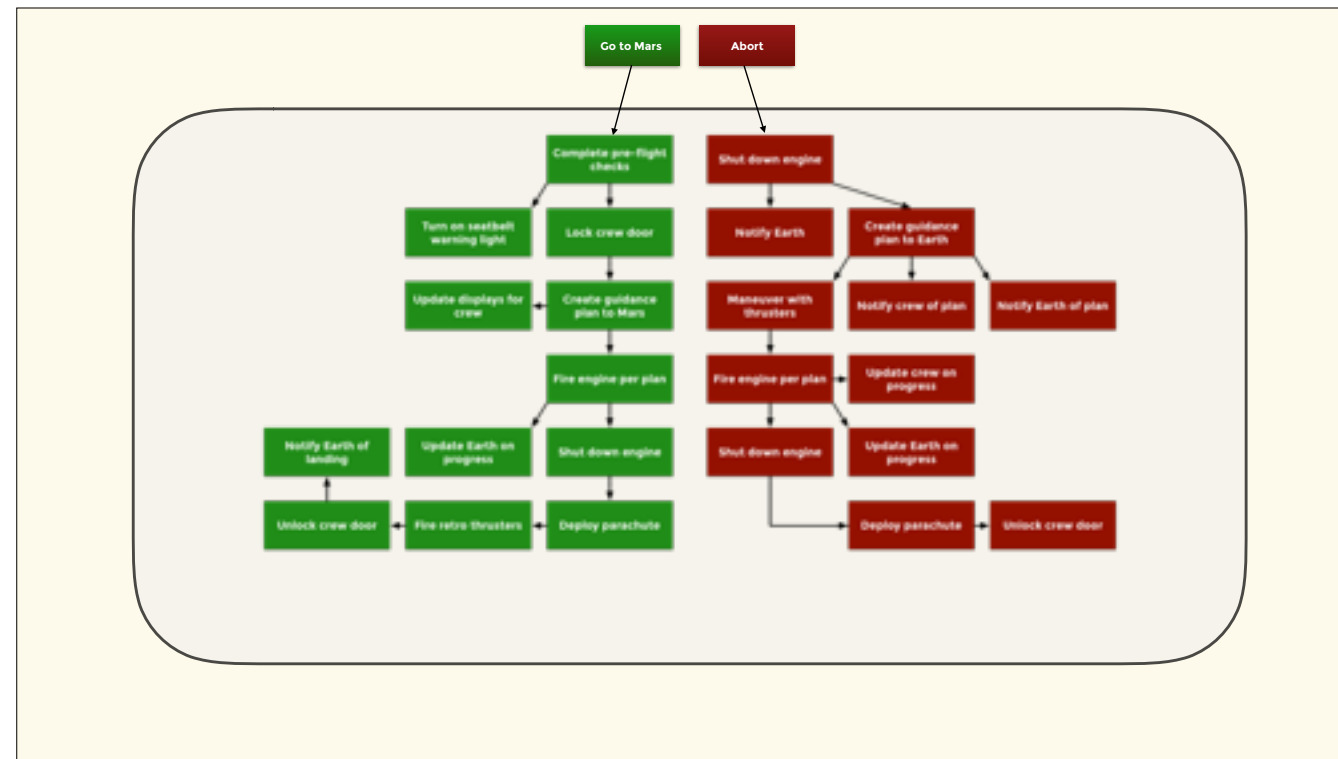 Go to Mars
Abort
Complete pre-flight
checks
Shut down engine
Turn on seatbelt
warning light
Lock crew door
Notify Earth
Create guidance
plan to Earth
Update displays for
crew
Create guidance
plan to Mars
Maneuver with
thrusters
Notify crew of plan
Notify Earth of plan
Fire engine per plan
Fire engine per plan
Update crew on
progress
Notify Earth of
landing
Update Earth on
progress
Shut down engine
Shut down engine
Update Earth on
progress
Unlock crew door
Fire retro thrusters
Deploy parachute
Deploy parachute
Unlock crew door